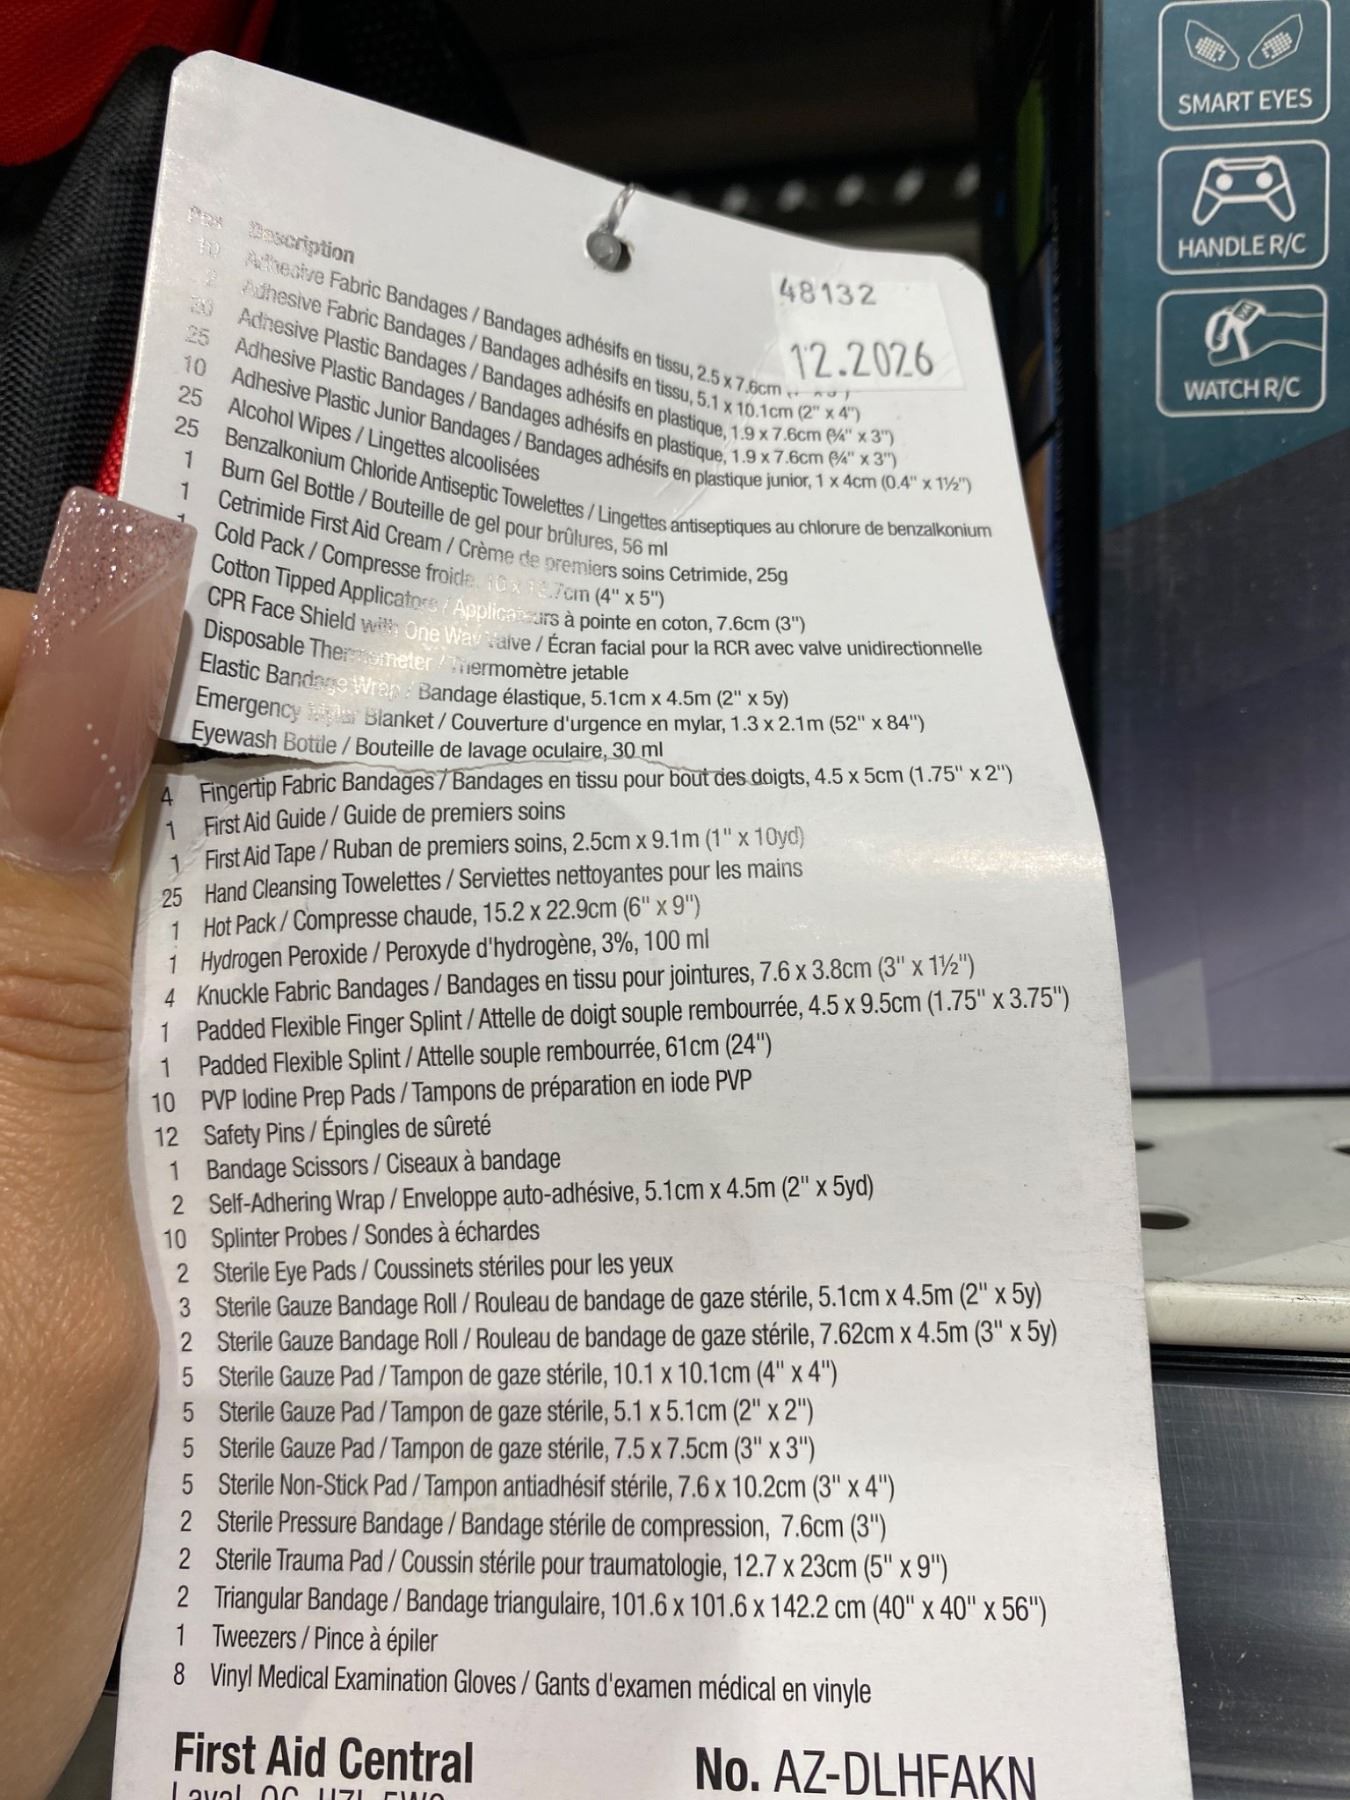 SMART EYES
HANDLE R/C
WATCH R/C
48132
12.2026
Description
10 Adhesive Fabric Bandages / Bandages adhésifs en tissu, 2.5 x 7.6cm
2 Adhesive Fabric Bandages / Bandages adhésifs en tissu, 5.1 x 10.1cm (2" x 4")
Adhesive Plastic Bandages / Bandages adhésifs en plastique, 1.9 x 7.6cm (¾" x 3")
25 Adhesive Plastic Bandages / Bandages adhésifs en plastique, 1.9 x 7.6cm (¾" x 3")
10 Adhesive Plastic Junior Bandages / Bandages adhésifs en plastique junior, 1 x 4cm (0.4" x 1½")
25 Alcohol Wipes / Lingettes alcoolisées
25 Benzalkonium Chloride Antiseptic Towelettes / Lingettes antiseptiques au chlorure de benzalkonium
1 Burn Gel Bottle / Bouteille de gel pour brûlures, 56 ml
1 Cetrimide First Aid Cream / Crème de premiers soins Cetrimide, 25g
Cold Pack / Compresse froide, (4" x 5")
Cotton Tipped Applicators / Applicateurs à pointe en coton, 7.6cm (3")
CPR Face Shield with One Way Valve / Écran facial pour la RCR avec valve unidirectionnelle
Disposable Thermometer / Thermomètre jetable
Elastic Bandage Wrap / Bandage élastique, 5.1cm x 4.5m (2" x 5y)
Emergency Mylar Blanket / Couverture d'urgence en mylar, 1.3 x 2.1m (52" x 84")
Eyewash Bottle / Bouteille de lavage oculaire, 30 ml
4 Fingertip Fabric Bandages / Bandages en tissu pour bout des doigts, 4.5 x 5cm (1.75" x 2")
1 First Aid Guide / Guide de premiers soins
1 First Aid Tape / Ruban de premiers soins, 2.5cm x 9.1m (1" x 10yd)
25 Hand Cleansing Towelettes / Serviettes nettoyantes pour les mains
1 Hot Pack / Compresse chaude, 15.2 x 22.9cm (6" x 9")
1 Hydrogen Peroxide / Peroxyde d'hydrogène, 3%, 100 ml
4 Knuckle Fabric Bandages / Bandages en tissu pour jointures, 7.6 x 3.8cm (3" x 1½")
1 Padded Flexible Finger Splint / Attelle de doigt souple rembourrée, 4.5 x 9.5cm (1.75" x 3.75")
1 Padded Flexible Splint / Attelle souple rembourrée, 61cm (24")
10 PVP Iodine Prep Pads / Tampons de préparation en iode PVP
12 Safety Pins / Épingles de sûreté
1 Bandage Scissors / Ciseaux à bandage
2 Self-Adhering Wrap / Enveloppe auto-adhésive, 5.1cm x 4.5m (2" x 5yd)
10 Splinter Probes / Sondes à échardes
2 Sterile Eye Pads / Coussinets stériles pour les yeux
3 Sterile Gauze Bandage Roll / Rouleau de bandage de gaze stérile, 5.1cm x 4.5m (2" x 5y)
2 Sterile Gauze Bandage Roll / Rouleau de bandage de gaze stérile, 7.62cm x 4.5m (3" x 5y)
5 Sterile Gauze Pad / Tampon de gaze stérile, 10.1 x 10.1cm (4" x 4")
5 Sterile Gauze Pad / Tampon de gaze stérile, 5.1 x 5.1cm (2" x 2")
5 Sterile Gauze Pad / Tampon de gaze stérile, 7.5 x 7.5cm (3" x 3")
5 Sterile Non-Stick Pad / Tampon antiadhésif stérile, 7.6 x 10.2cm (3" x 4")
2 Sterile Pressure Bandage / Bandage stérile de compression, 7.6cm (3")
2 Sterile Trauma Pad / Coussin stérile pour traumatologie, 12.7 x 23cm (5" x 9")
2 Triangular Bandage / Bandage triangulaire, 101.6 x 101.6 x 142.2 cm (40" x 40" x 56")
1 Tweezers / Pince à épiler
8 Vinyl Medical Examination Gloves / Gants d'examen médical en vinyle
First Aid Central
No. AZ-DLHFAKN